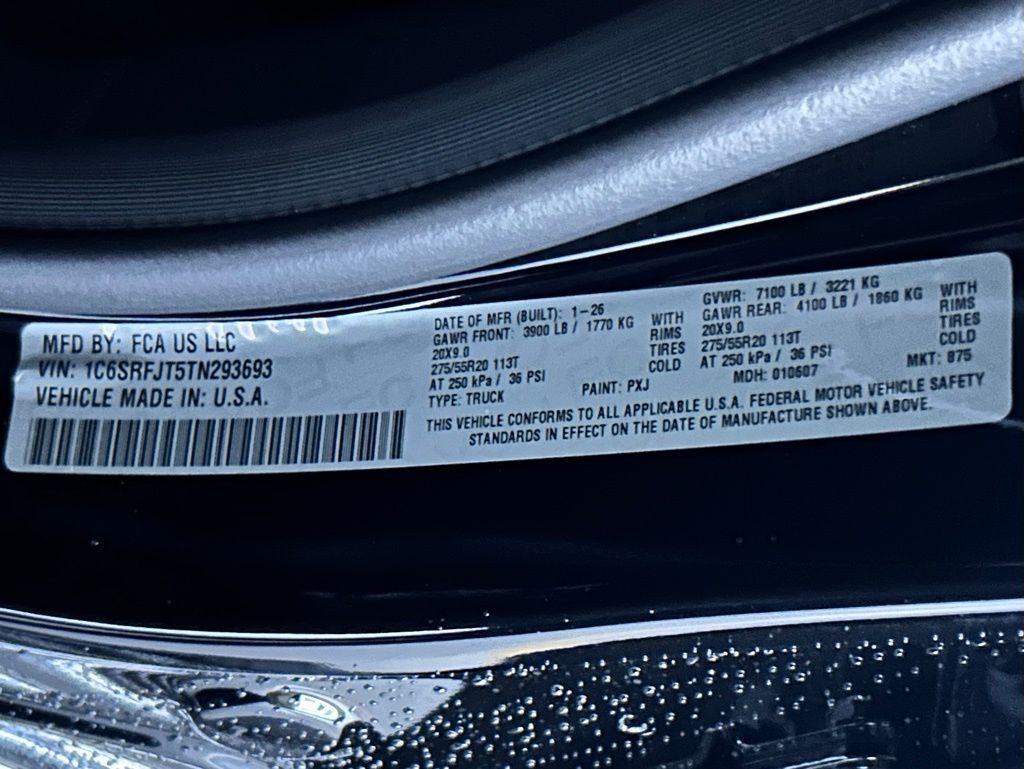 MFD BY: FCA US LLC
VIN: 1C6SRFJT5TN293693
VEHICLE MADE IN: U.S.A.
DATE OF MFR (BUILT): 1-26
GAWR FRONT: 3900 LB / 1770 KG WITH
20X9.0 RIMS
275/55R20 113T TIRES
AT 250 kPa / 36 PSI COLD
TYPE: TRUCK PAINT: PXJ
GVWR: 7100 LB / 3221 KG
GAWR REAR: 4100 LB / 1860 KG WITH
20X9.0 RIMS
275/55R20 113T TIRES
AT 250 kPa / 36 PSI COLD
MDH: 010607 MKT: 875
THIS VEHICLE CONFORMS TO ALL APPLICABLE U.S.A. FEDERAL MOTOR VEHICLE SAFETY
STANDARDS IN EFFECT ON THE DATE OF MANUFACTURE SHOWN ABOVE.